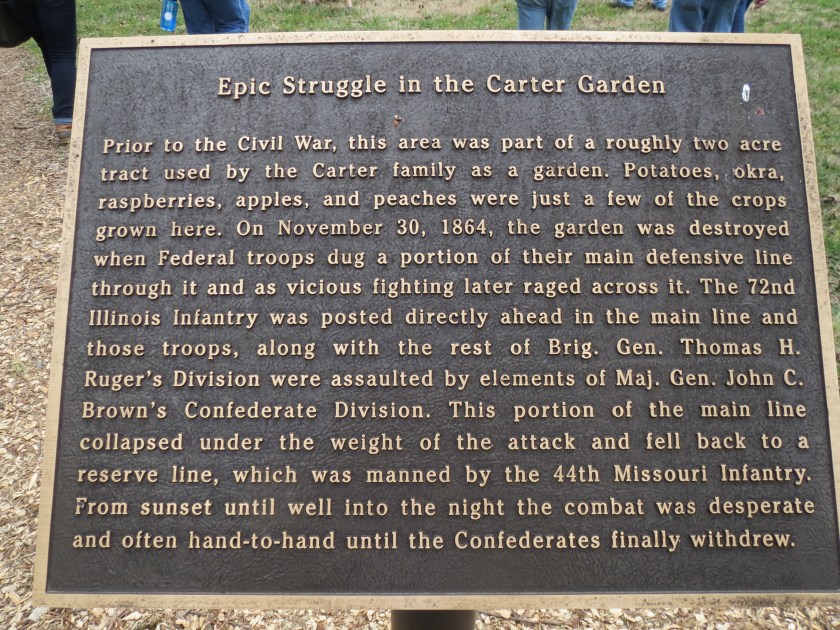 Epic Struggle in the Carter Garden
Prior to the Civil War, this area was part of a roughly two acre
tract used by the Carter family as a garden. Potatoes, okra,
raspberries, apples, and peaches were just a few of the crops
grown here. On November 30, 1864, the garden was destroyed
when Federal troops dug a portion of their main defensive line
through it and as vicious fighting later raged across it. The 72nd
Illinois Infantry was posted directly ahead in the main line and
those troops, along with the rest of Brig. Gen. Thomas H.
Ruger's Division were assaulted by elements of Maj. Gen. John C.
Brown's Confederate Division. This portion of the main line
collapsed under the weight of the attack and fell back to a
reserve line, which was manned by the 44th Missouri Infantry.
From sunset until well into the night the combat was desperate
and often hand-to-hand until the Confederates finally withdrew.